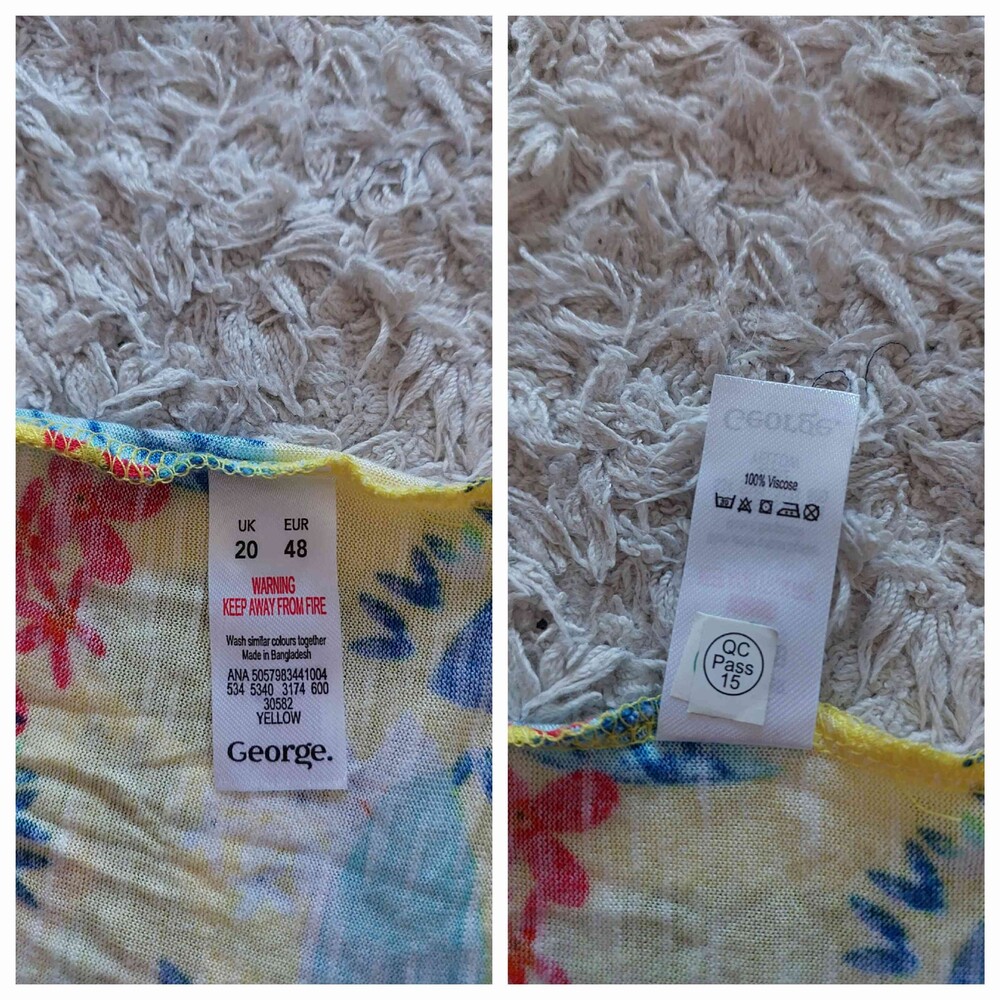 UK EUR
20 48
WARNING
KEEP AWAY FROM FIRE
Wash similar colours together
Made in Bangladesh
ANA 5057983441004
534 5340 3174 600
30582
YELLOW
George.
100% Viscose
QC
Pass
15